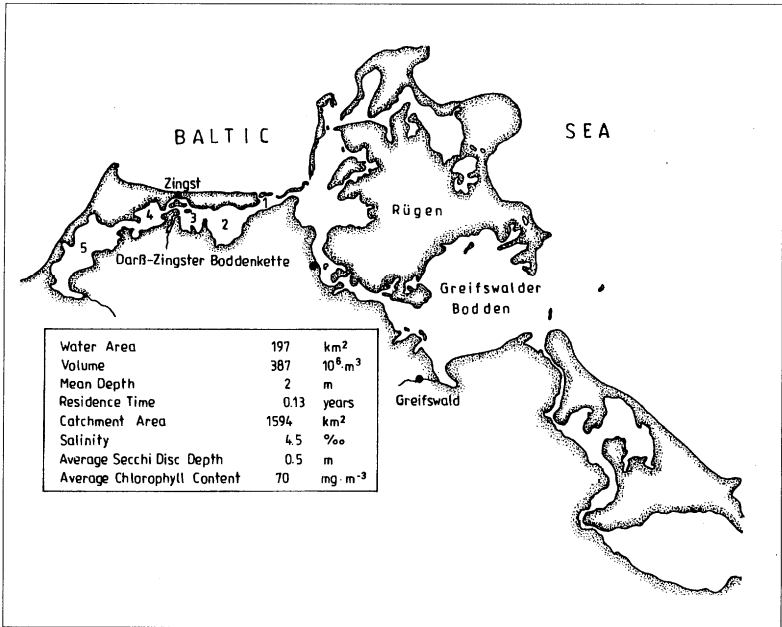 BALTIC SEA
Zingst
1
2
3
4
5
Darß-Zingster Boddenkette
Rügen
Greifswalder
Bodden
Greifswald
Water Area 197 km²
Volume 387 10⁶·m³
Mean Depth 2 m
Residence Time 0.13 years
Catchment Area 1594 km²
Salinity 4.5 ‰
Average Secchi Disc Depth 0.5 m
Average Chlorophyll Content 70 mg·m⁻³